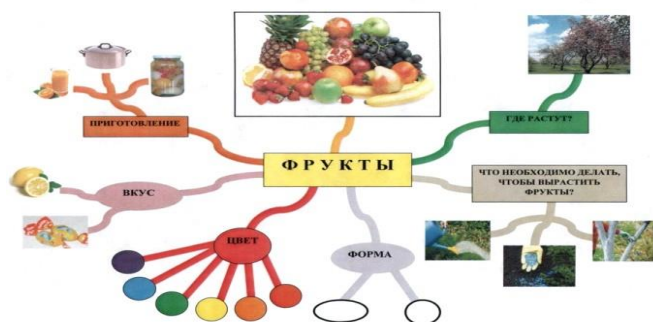 ПРИГОТОВЛЕНИЕ
ГДЕ РАСТУТ?
ФРУКТЫ
ВКУС
ЧТО НЕОБХОДИМО ДЕЛАТЬ,
ЧТОБЫ ВЫРАСТИТЬ
ФРУКТЫ?
ЦВЕТ
ФОРМА